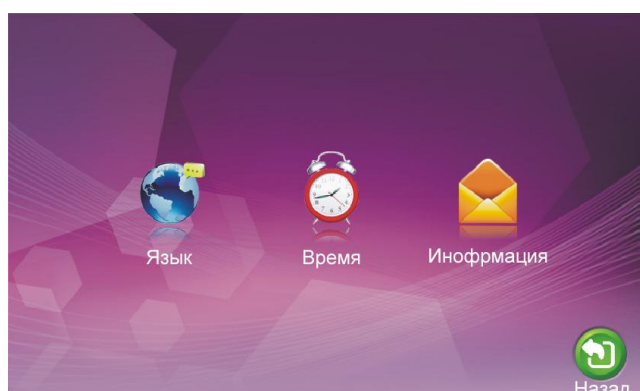 Язык
Время
Инофрмация
Назад